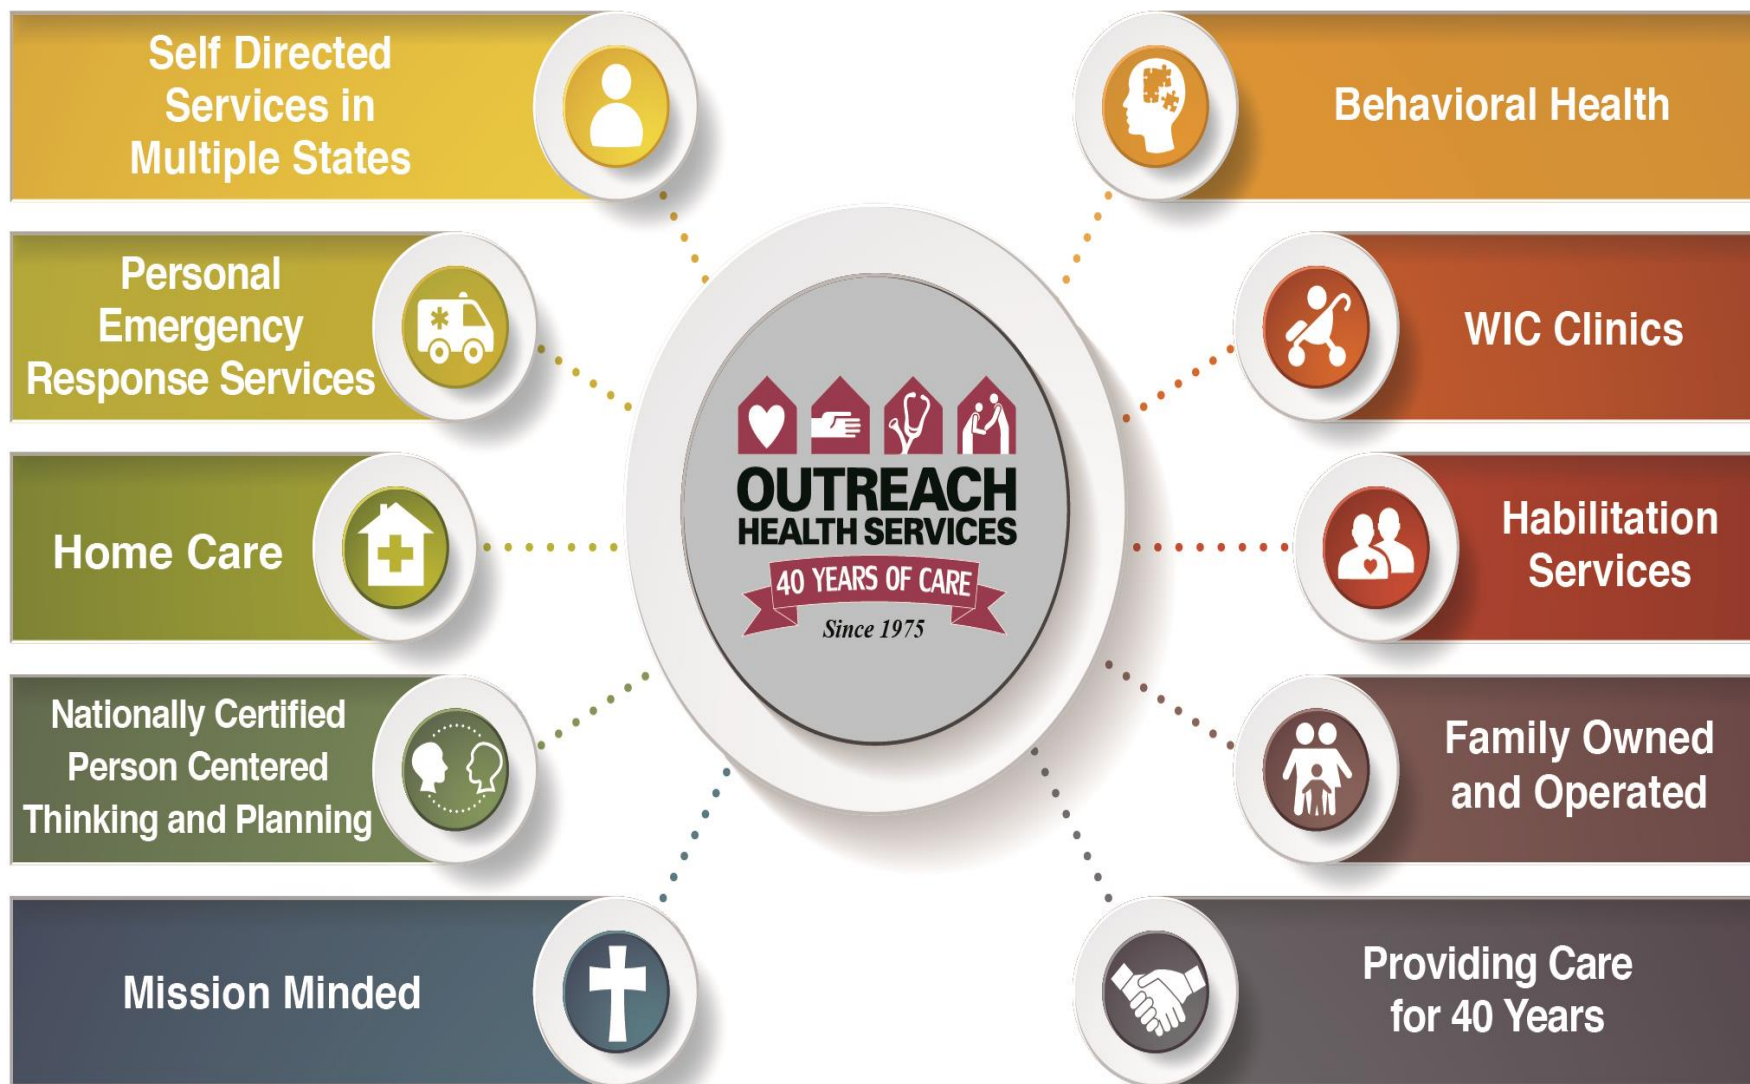 Self Directed
Services in
Multiple States
Personal
Emergency
Response Services
Home Care
Nationally Certified
Person Centered
Thinking and Planning
Mission Minded
OUTREACH
HEALTH SERVICES
40 YEARS OF CARE
Since 1975
Behavioral Health
WIC Clinics
Habilitation
Services
Family Owned
and Operated
Providing Care
for 40 Years